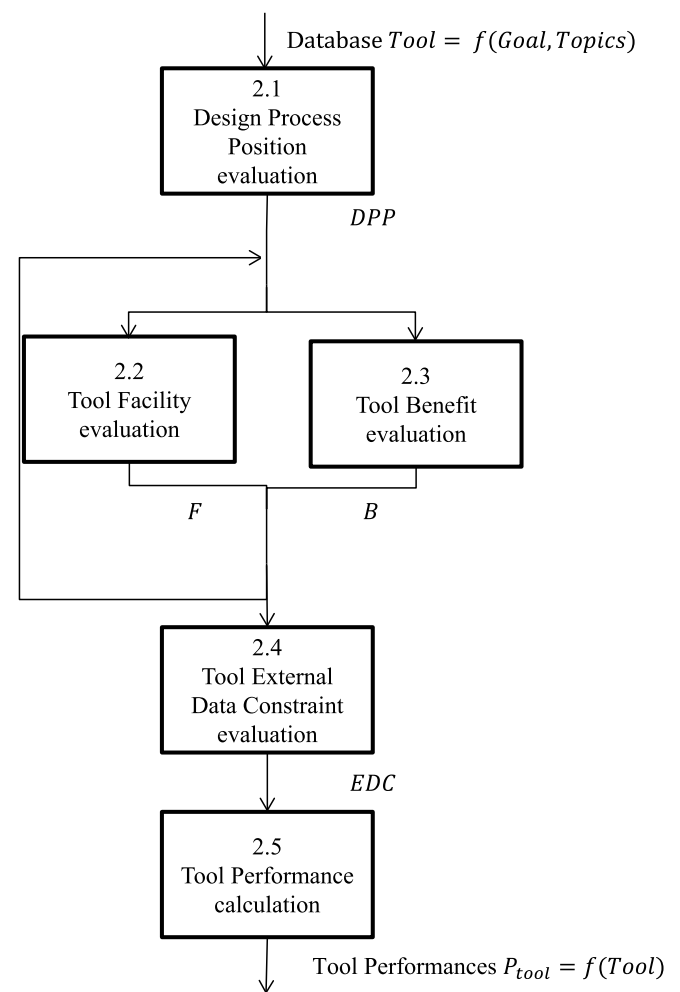 Database Tool = f(Goal, Topics)
2.1
Design Process
Position
evaluation
DPP
2.2
Tool Facility
evaluation
2.3
Tool Benefit
evaluation
F
B
2.4
Tool External
Data Constraint
evaluation
EDC
2.5
Tool Performance
calculation
Tool Performances P_tool = f(Tool)